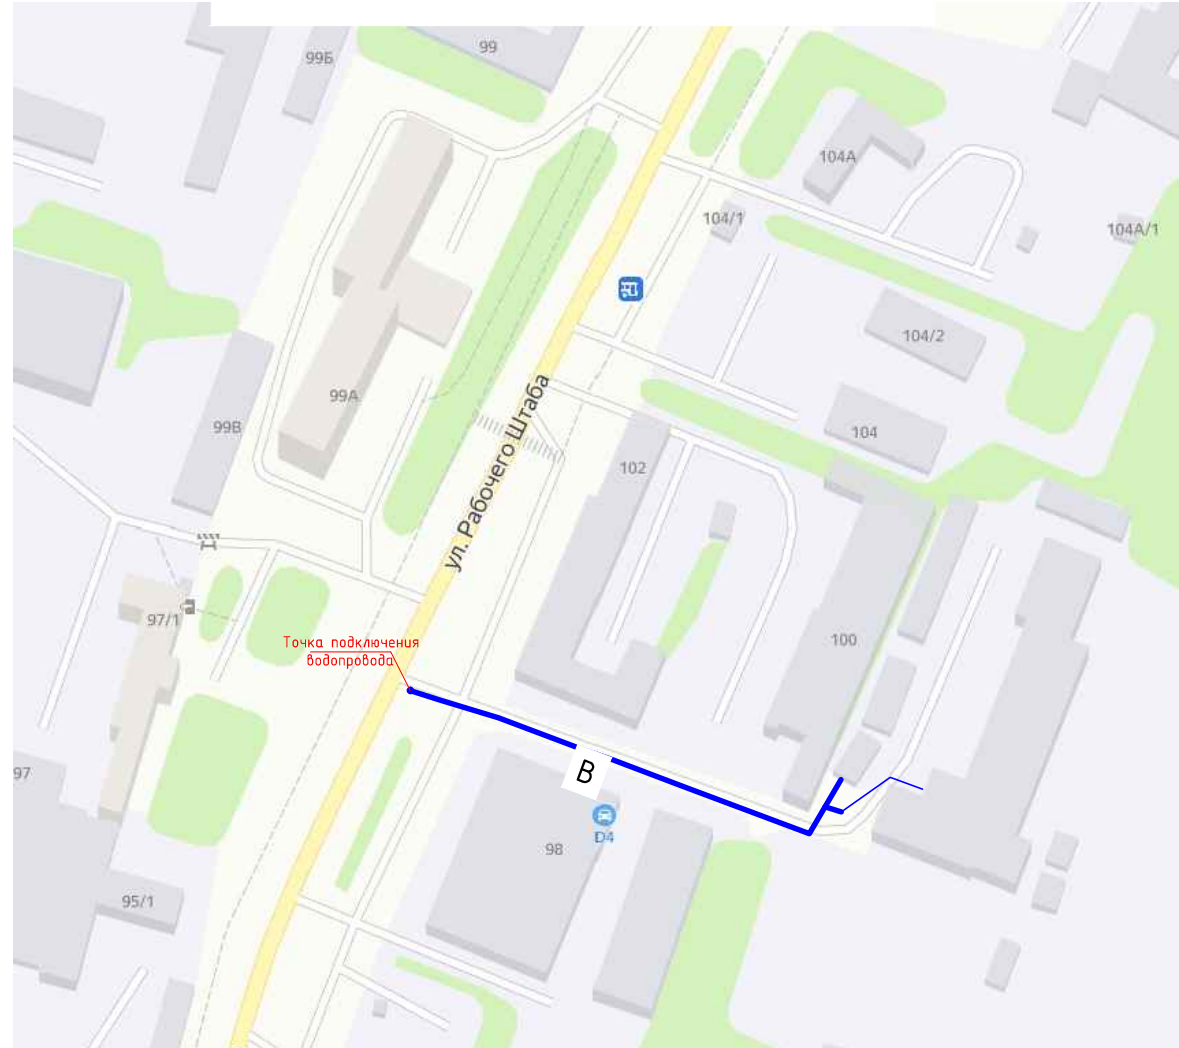 99
99Б
104А
104/1
104А/1
104/2
99А
99В
104
102
ул. Рабочего Штаба
97/1
100
Точка подключения
водопровода
97
В
D4
98
95/1